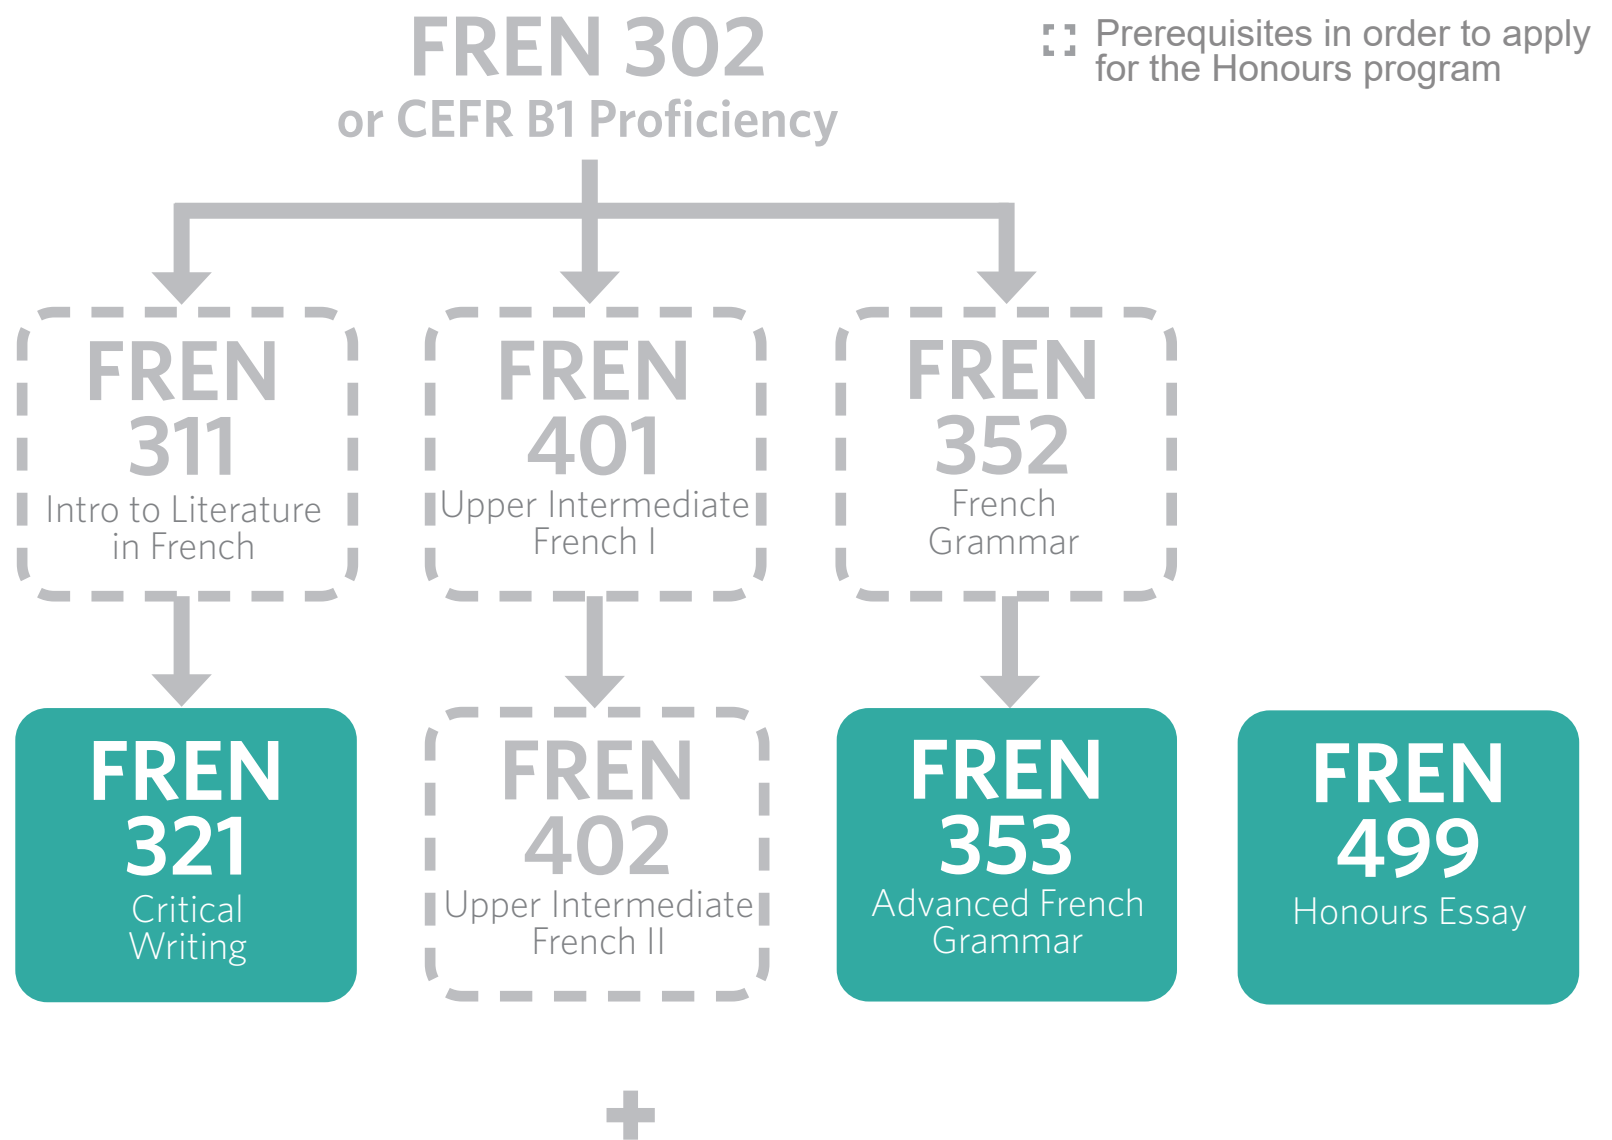 FREN 302
or CEFR B1 Proficiency
Prerequisites in order to apply
for the Honours program
FREN
311
Intro to Literature
in French
FREN
401
Upper Intermediate
French I
FREN
352
French
Grammar
FREN
321
Critical
Writing
FREN
402
Upper Intermediate
French II
FREN
353
Advanced French
Grammar
FREN
499
Honours Essay
+